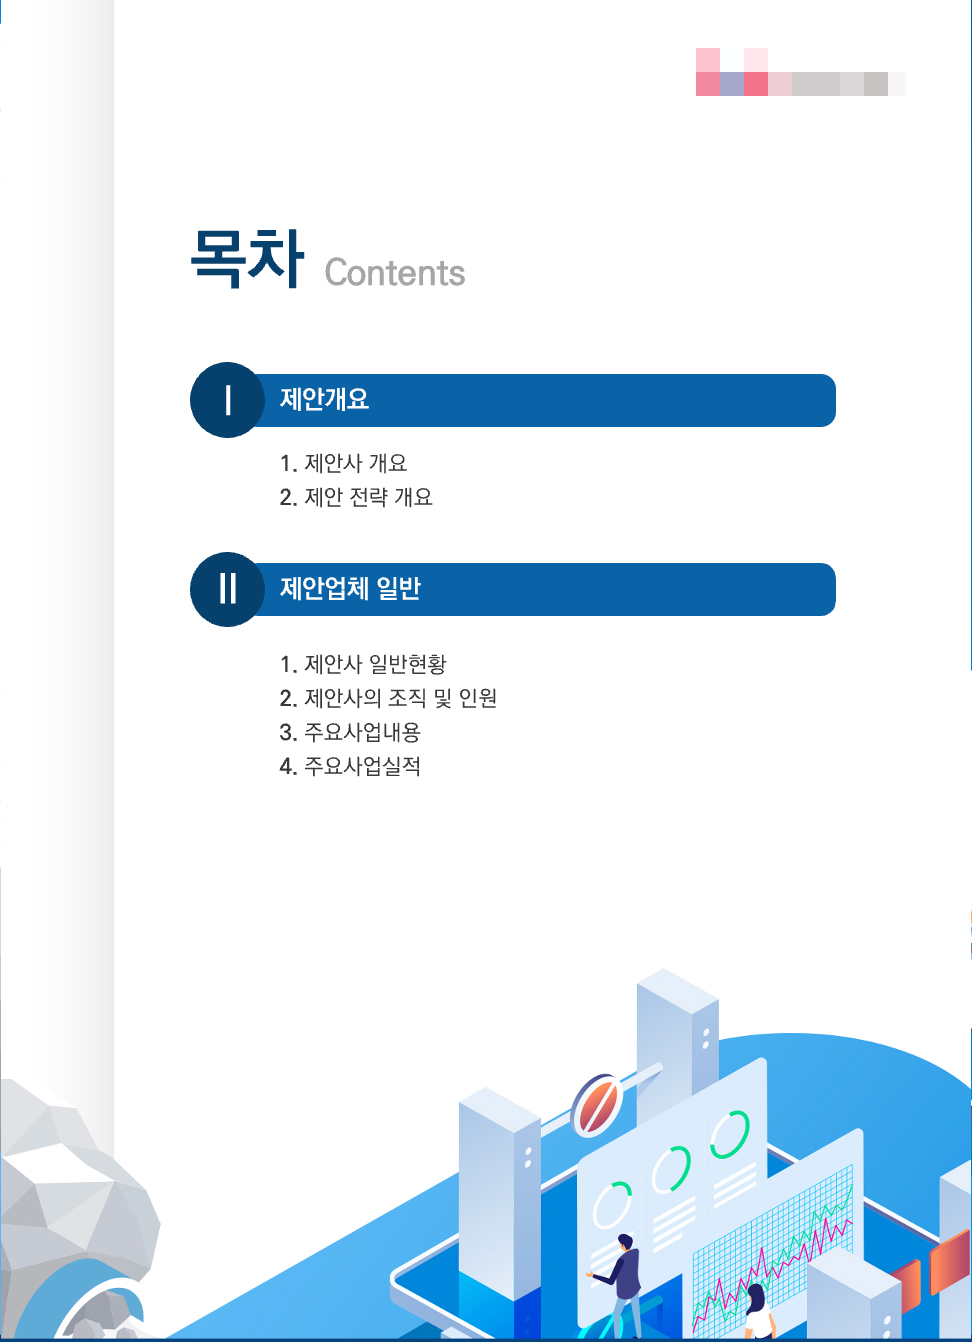 목차 Contents
Ⅰ 제안개요
1. 제안사 개요
2. 제안 전략 개요
Ⅱ 제안업체 일반
1. 제안사 일반현황
2. 제안사의 조직 및 인원
3. 주요사업내용
4. 주요사업실적